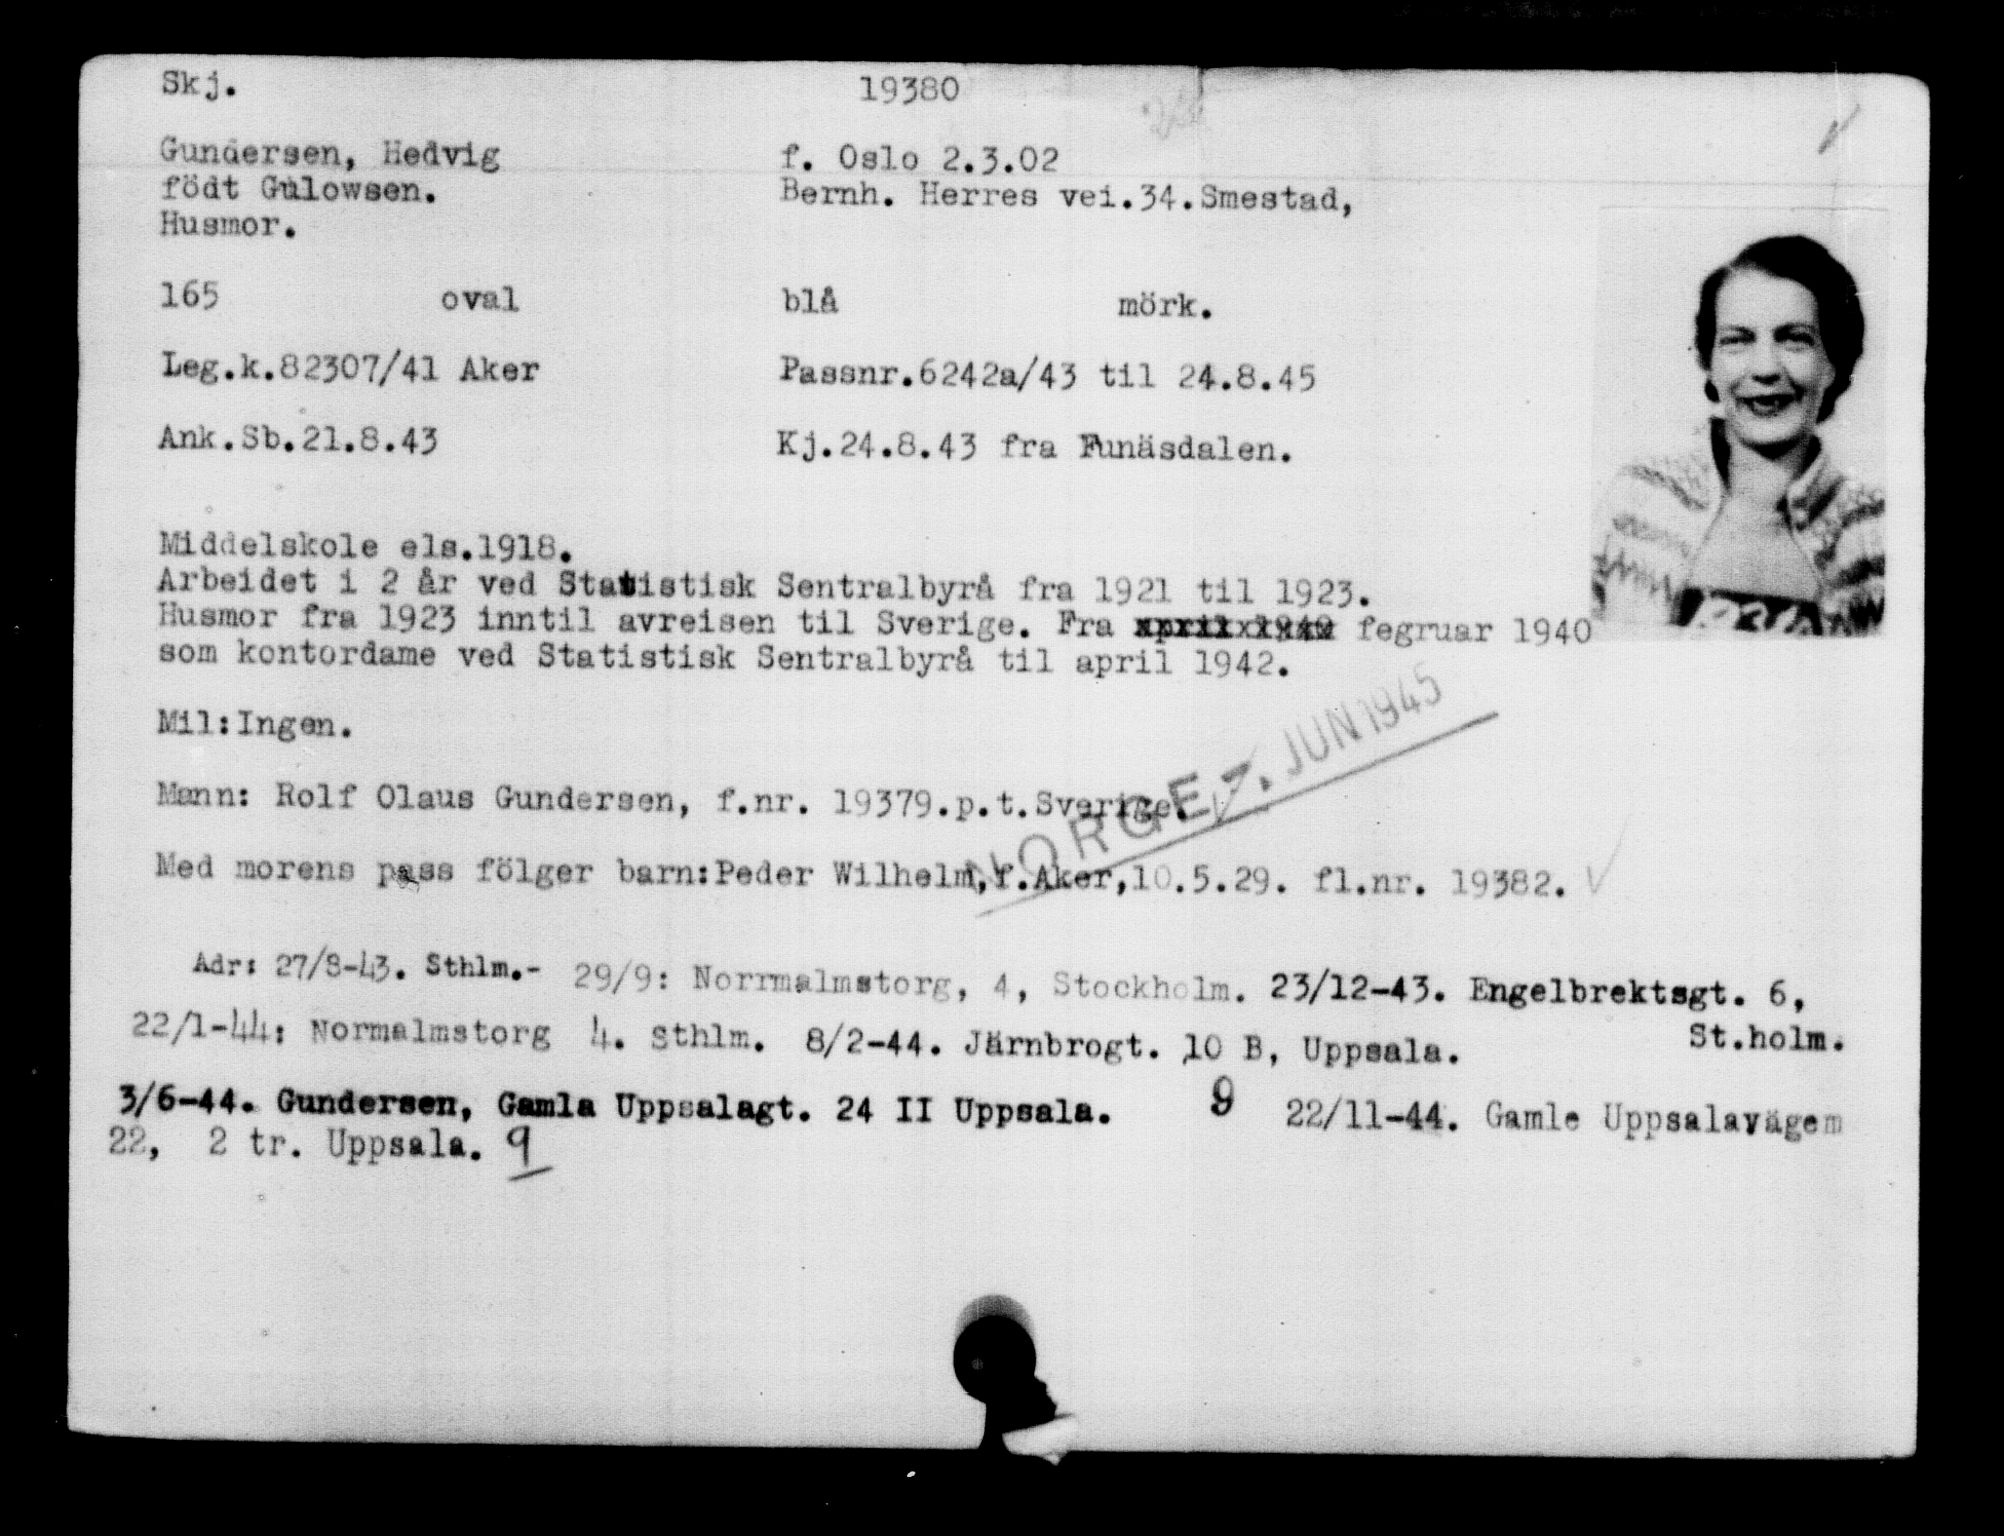 Skj. 19380
Gundersen, Hedvig f. Oslo 2.3.02
födt Gulowsen. Bernh. Herres vei.34.Smestad,
Husmor.
165 oval blå mörk.
Leg.k.82307/41 Aker Passnr.6242a/43 til 24.8.45
Ank.Sb.21.8.43 Kj.24.8.43 fra Funäsdalen.
Middelskole els.1918.
Arbeidet i 2 år ved Statistisk Sentralbyrå fra 1921 til 1923.
Husmor fra 1923 inntil avreisen til Sverige. Fra fegruar 1940
som kontordame ved Statistisk Sentralbyrå til april 1942.
Mil:Ingen.
NORGE 7. JUN 1945
Mann: Rolf Olaus Gundersen, f.nr. 19379.p.t.Sverige.
Med morens pass fölger barn:Peder Wilhelm,f.Aker,10.5.29. fl.nr. 19382.
Adr: 27/8-43. Sthlm.- 29/9: Norrmalmstorg, 4, Stockholm. 23/12-43. Engelbrektsgt. 6,
St.holm.
22/1-44: Normalmstorg 4. Sthlm. 8/2-44. Järnbrogt. 10 B, Uppsala.
3/6-44. Gundersen, Gamla Uppsalagt. 24 II Uppsala. 9 22/11-44. Gamle Uppsalavägem
22, 2 tr. Uppsala. 9